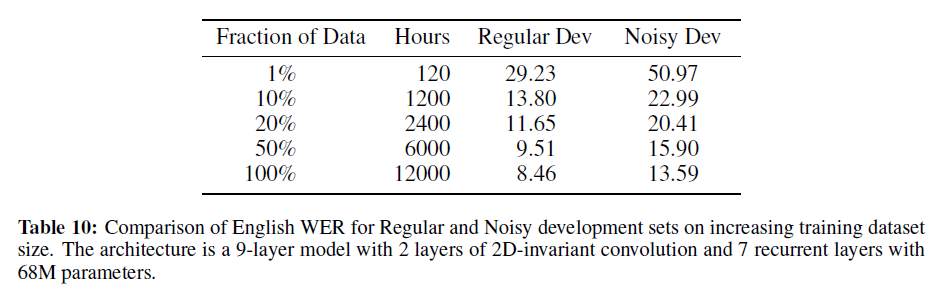 Fraction of Data Hours Regular Dev Noisy Dev
1% 120 29.23 50.97
10% 1200 13.80 22.99
20% 2400 11.65 20.41
50% 6000 9.51 15.90
100% 12000 8.46 13.59
Table 10: Comparison of English WER for Regular and Noisy development sets on increasing training dataset
size. The architecture is a 9-layer model with 2 layers of 2D-invariant convolution and 7 recurrent layers with
68M parameters.